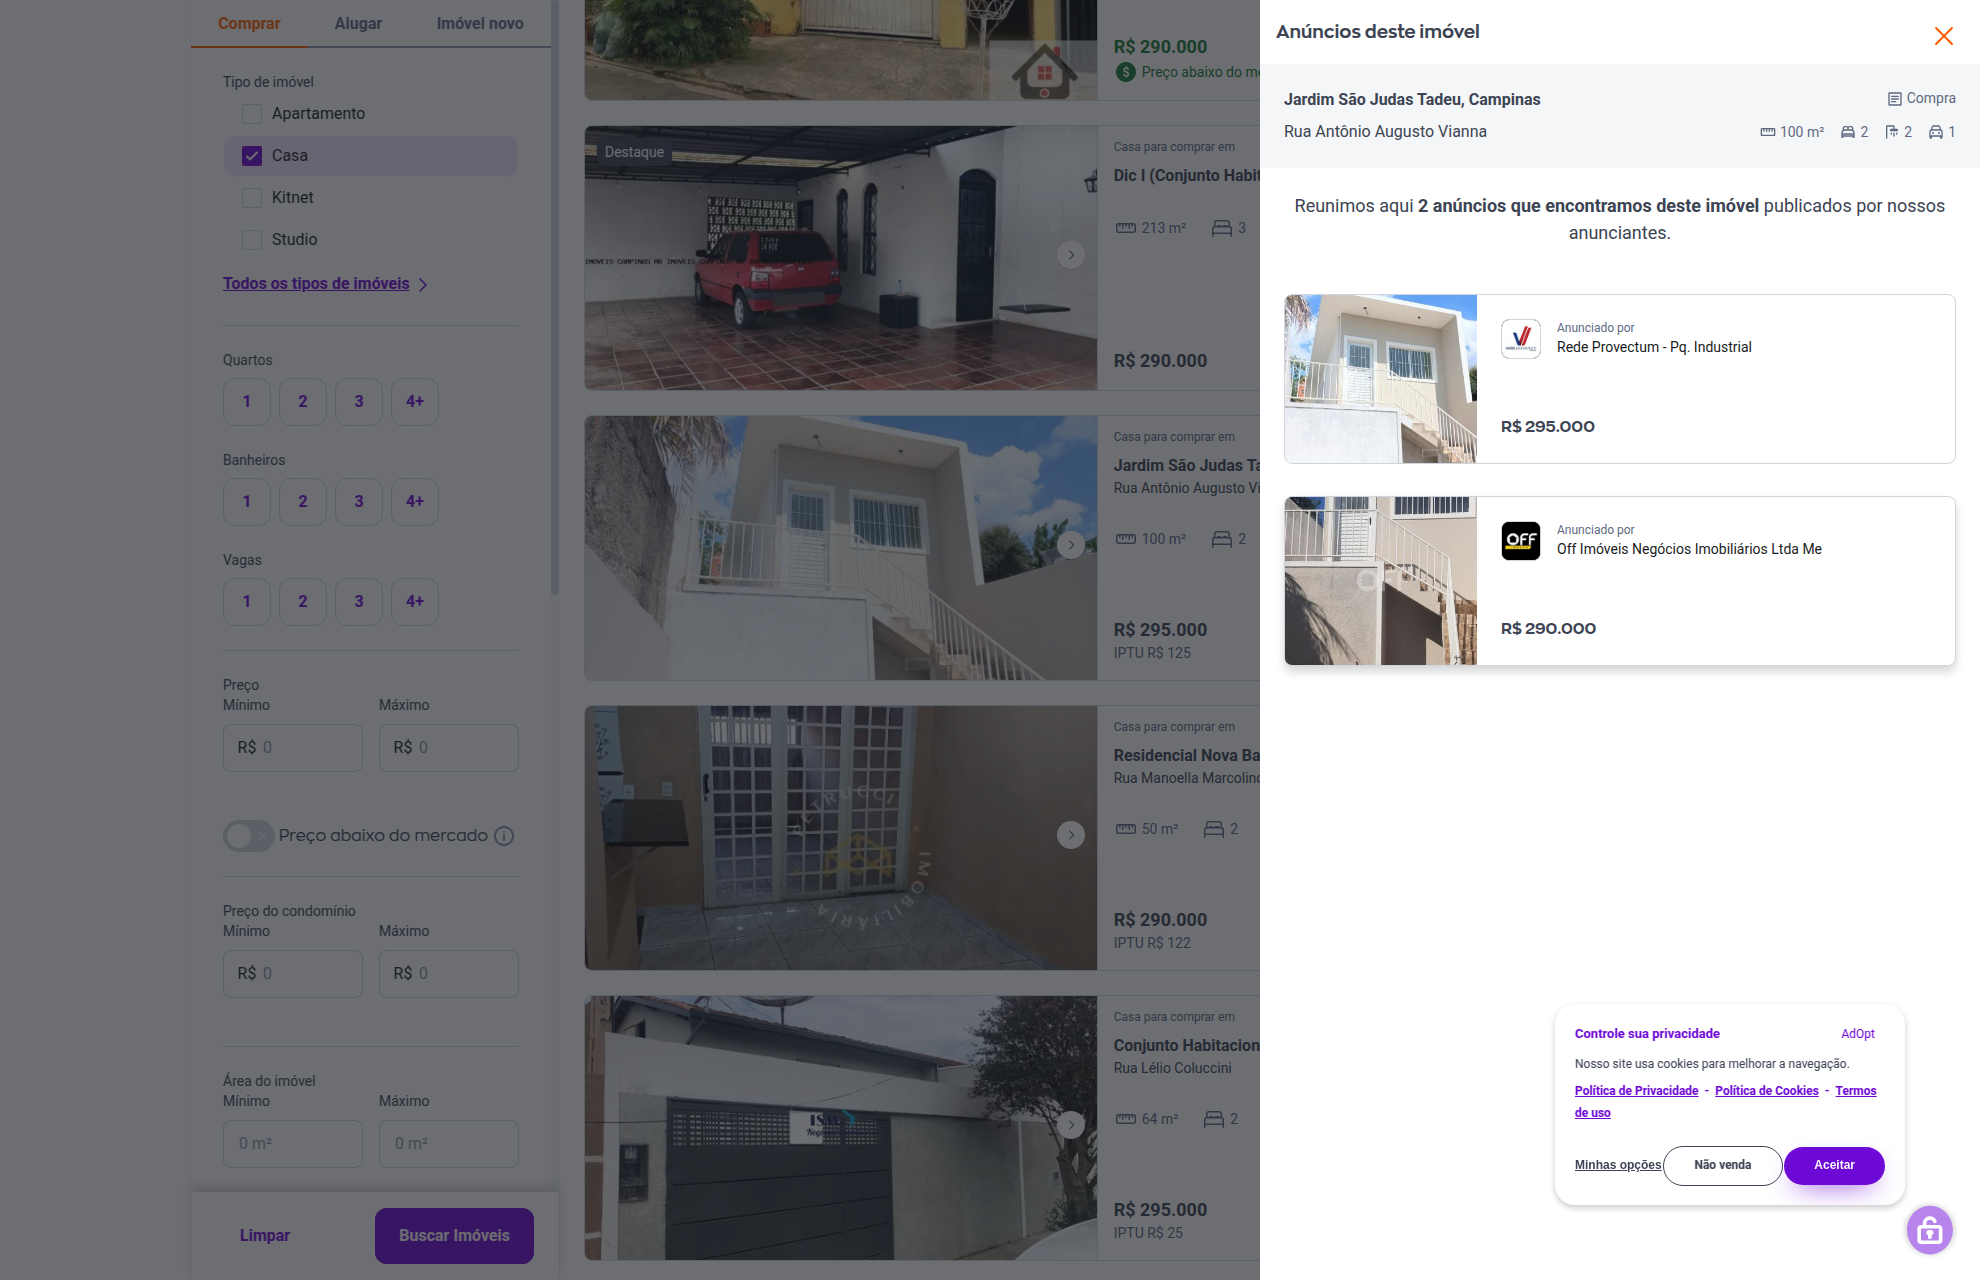 Comprar
Alugar
Imóvel novo
Tipo de imóvel
Apartamento
Casa
Kitnet
Studio
Todos os tipos de imóveis
Quartos
1
2
3
4+
Banheiros
1
2
3
4+
Vagas
1
2
3
4+
Preço
Mínimo
Máximo
R$ 0
R$ 0
Preço abaixo do mercado
Preço do condomínio
Mínimo
Máximo
R$ 0
R$ 0
Área do imóvel
Mínimo
Máximo
0 m²
0 m²
Limpar
Buscar Imóveis
R$ 290.000
Preço abaixo do me
Destaque
Casa para comprar em
Dic I (Conjunto Habit
213 m²
3
R$ 290.000
Casa para comprar em
Jardim São Judas Ta
Rua Antônio Augusto Vi
100 m²
2
R$ 295.000
IPTU R$ 125
PETRUCCI
IMOBILIÁRIA
Casa para comprar em
Residencial Nova Ba
Rua Manoella Marcolino
50 m²
2
R$ 290.000
IPTU R$ 122
Casa para comprar em
Conjunto Habitacion
Rua Lélio Coluccini
64 m²
2
R$ 295.000
IPTU R$ 25
Anúncios deste imóvel
Jardim São Judas Tadeu, Campinas
Compra
Rua Antônio Augusto Vianna
100 m²
2
2
1
Reunimos aqui 2 anúncios que encontramos deste imóvel publicados por nossos
anunciantes.
Anunciado por
Rede Provectum - Pq. Industrial
R$ 295.000
OFF
Anunciado por
Off Imóveis Negócios Imobiliários Ltda Me
R$ 290.000
Controle sua privacidade
AdOpt
Nosso site usa cookies para melhorar a navegação.
Política de Privacidade - Política de Cookies - Termos
de uso
Minhas opções
Não venda
Aceitar